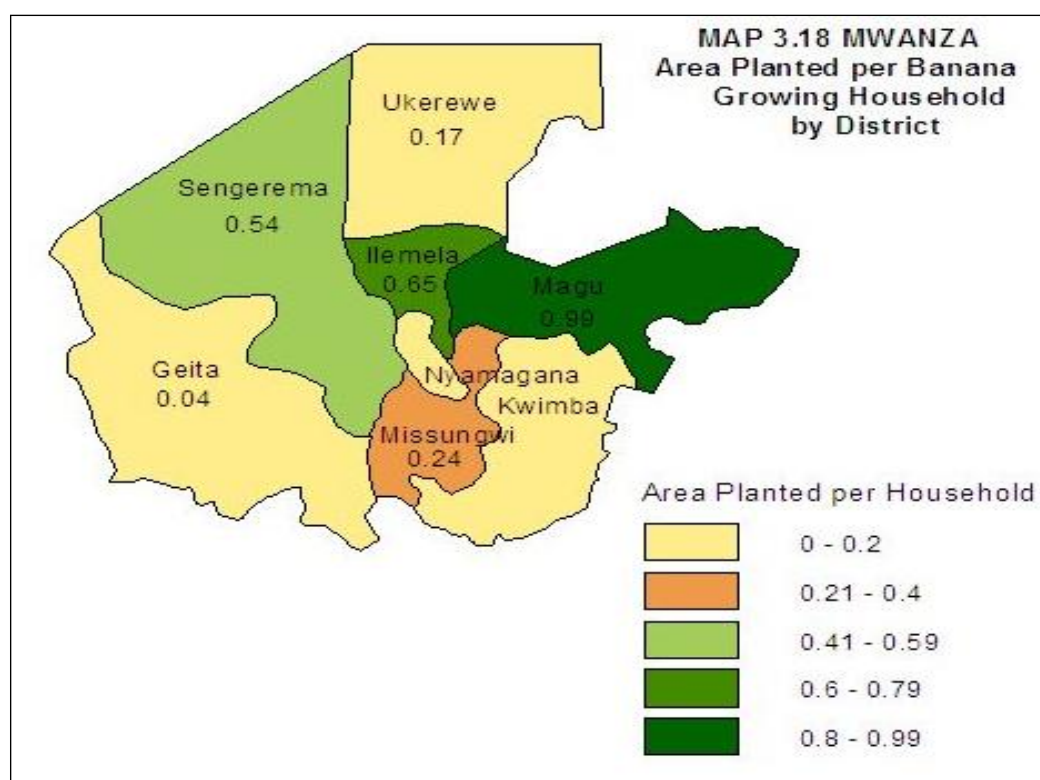 MAP 3.18 MWANZA
Area Planted per Banana
Growing Household
by District
Ukerewe
0.17
Sengerema
0.54
Ilemela
0.65
Magu
0.99
Geita
0.04
Nyamagana
Kwimba
Missungwi
0.24
Area Planted per Household
0 - 0.2
0.21 - 0.4
0.41 - 0.59
0.6 - 0.79
0.8 - 0.99